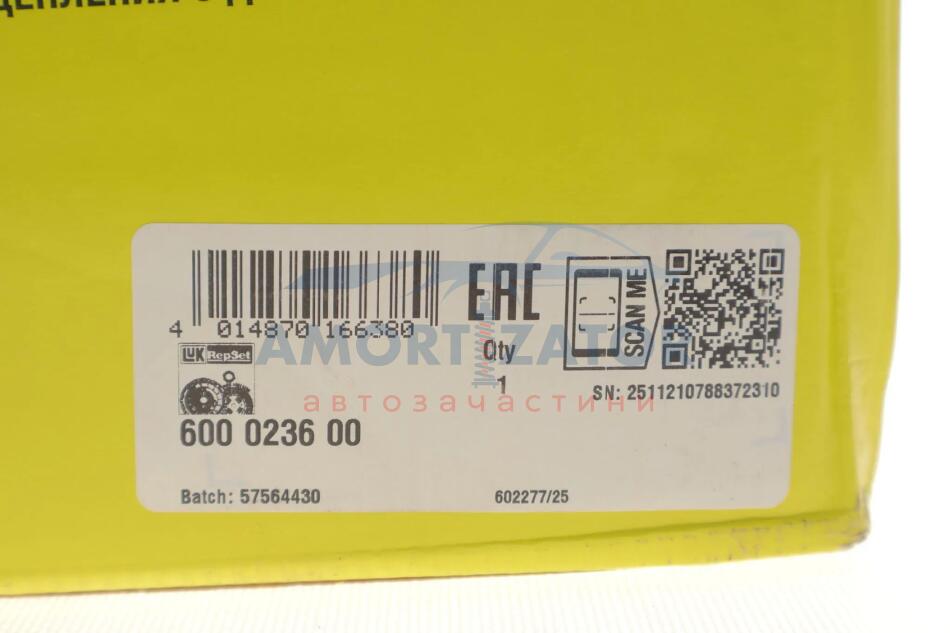 4 014870 166380
EAC
SCAN ME
AMORTIZATOR
LUK RepSet
Qty
1
автозапчастини
SN: 2511210788372310
600 0236 00
Batch: 57564430
602277/25